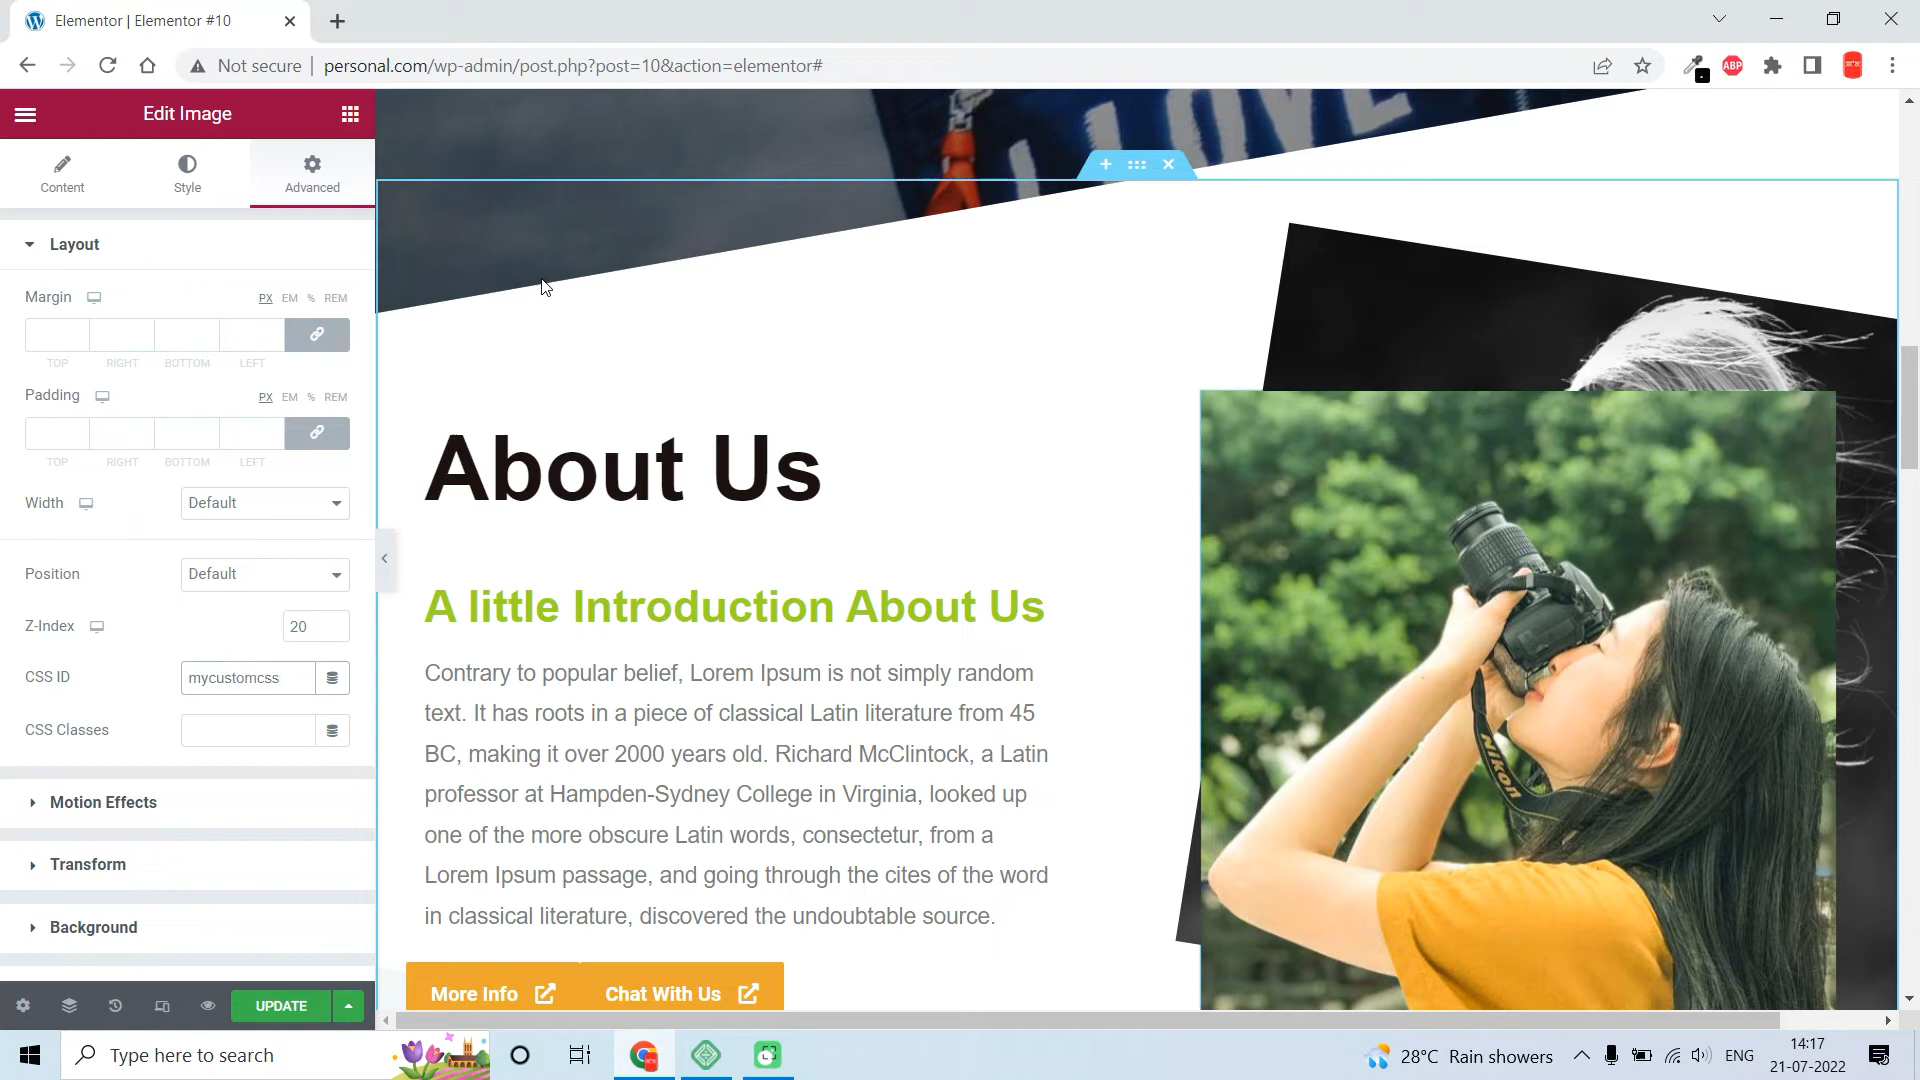 Elementor | Elementor #10
Not secure
personal.com/wp-admin/post.php?post=10&action=elementor#
ABP
Edit Image
Content
Style
Advanced
Layout
Margin
PX EM % REM
TOP RIGHT BOTTOM LEFT
Padding
PX EM % REM
TOP RIGHT BOTTOM LEFT
Width
Default
Position
Default
Z-Index
20
CSS ID
mycustomcss
CSS Classes
Motion Effects
Transform
Background
UPDATE
LOVE
About Us
A little Introduction About Us
Contrary to popular belief, Lorem Ipsum is not simply random
text. It has roots in a piece of classical Latin literature from 45
BC, making it over 2000 years old. Richard McClintock, a Latin
professor at Hampden-Sydney College in Virginia, looked up
one of the more obscure Latin words, consectetur, from a
Lorem Ipsum passage, and going through the cites of the word
in classical literature, discovered the undoubtable source.
More Info
Chat With Us
Nikon
Type here to search
28°C Rain showers
ENG
14:17
21-07-2022